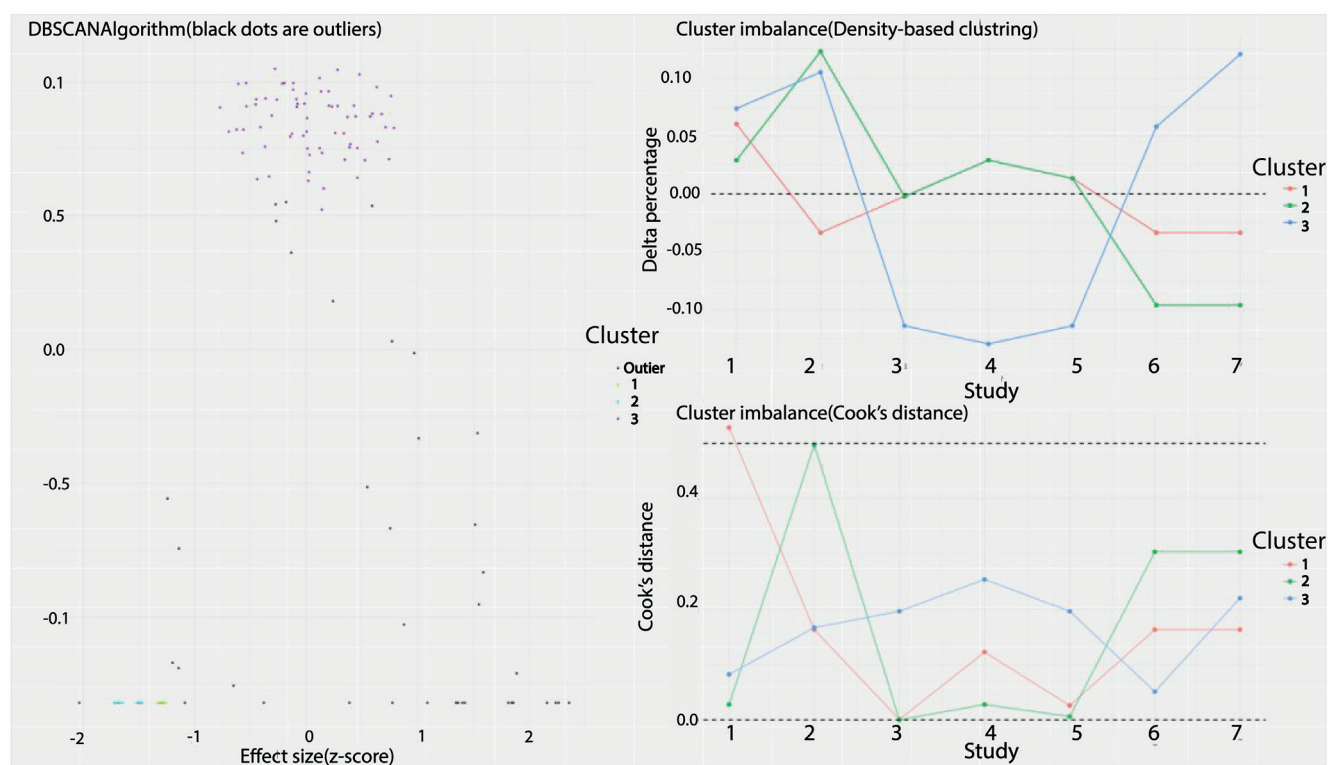 DBSCANAlgorithm(black dots are outliers)
0.1
0.5
0.0
-0.5
-0.1
-2
-1
0
1
2
Effect size(z-score)
Cluster
Outier
1
2
3
Cluster imbalance(Density-based clustring)
0.10
0.05
0.00
-0.05
-0.10
Delta percentage
1 2 3 4 5 6 7
Study
Cluster
1
2
3
Cluster imbalance(Cook's distance)
0.4
0.2
0.0
Cook's distance
1 2 3 4 5 6 7
Study
Cluster
1
2
3